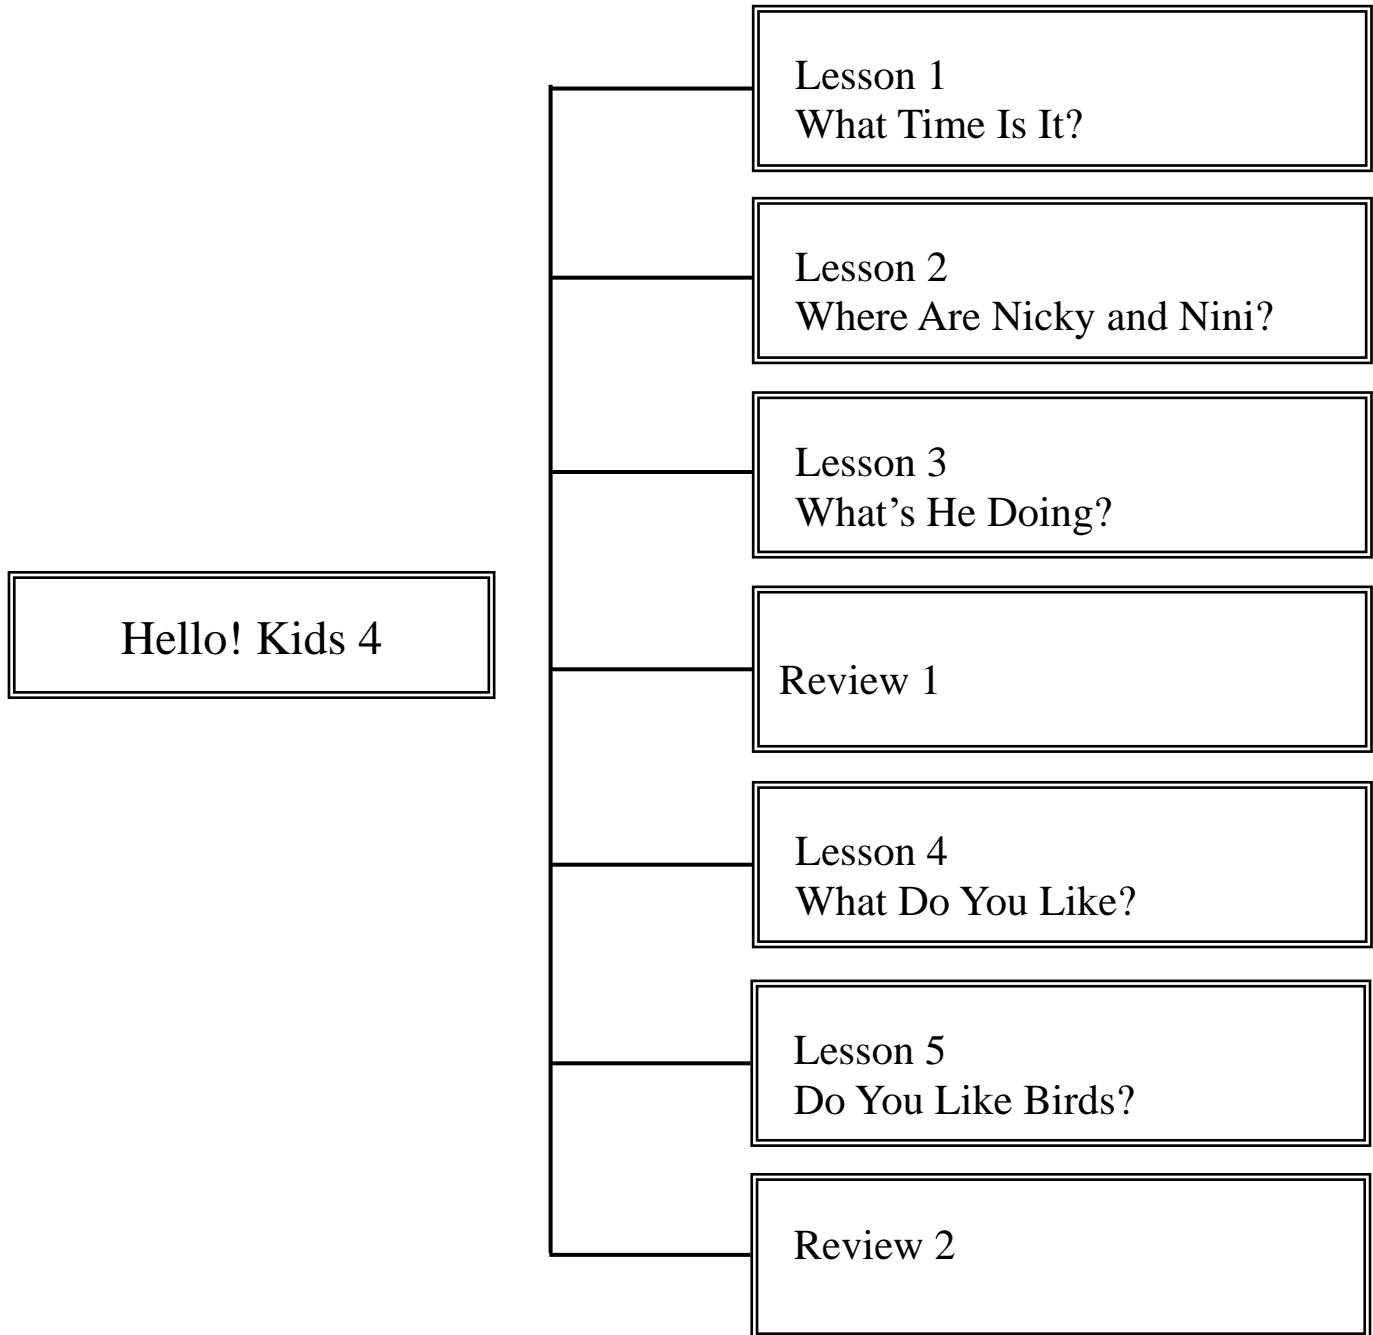 Lesson 1
What Time Is It?
Lesson 2
Where Are Nicky and Nini?
Lesson 3
What’s He Doing?
Hello! Kids 4
Review 1
Lesson 4
What Do You Like?
Lesson 5
Do You Like Birds?
Review 2